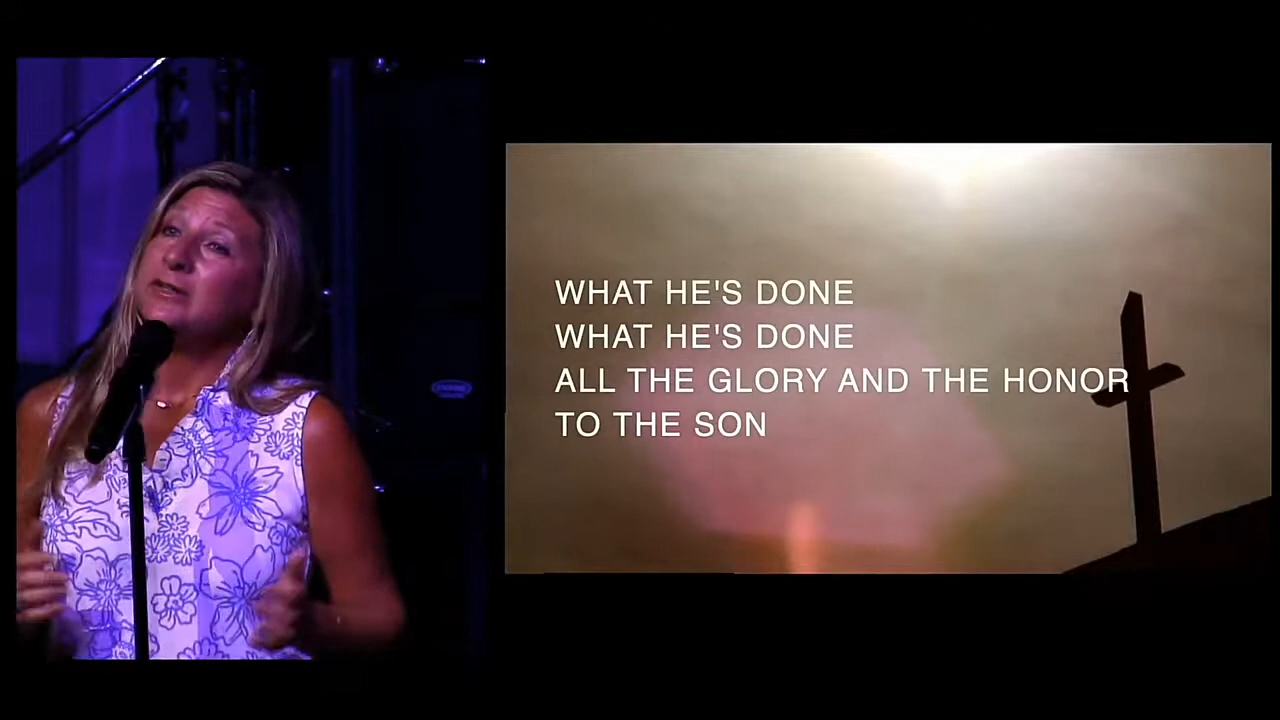 WHAT HE'S DONE
WHAT HE'S DONE
ALL THE GLORY AND THE HONOR
TO THE SON